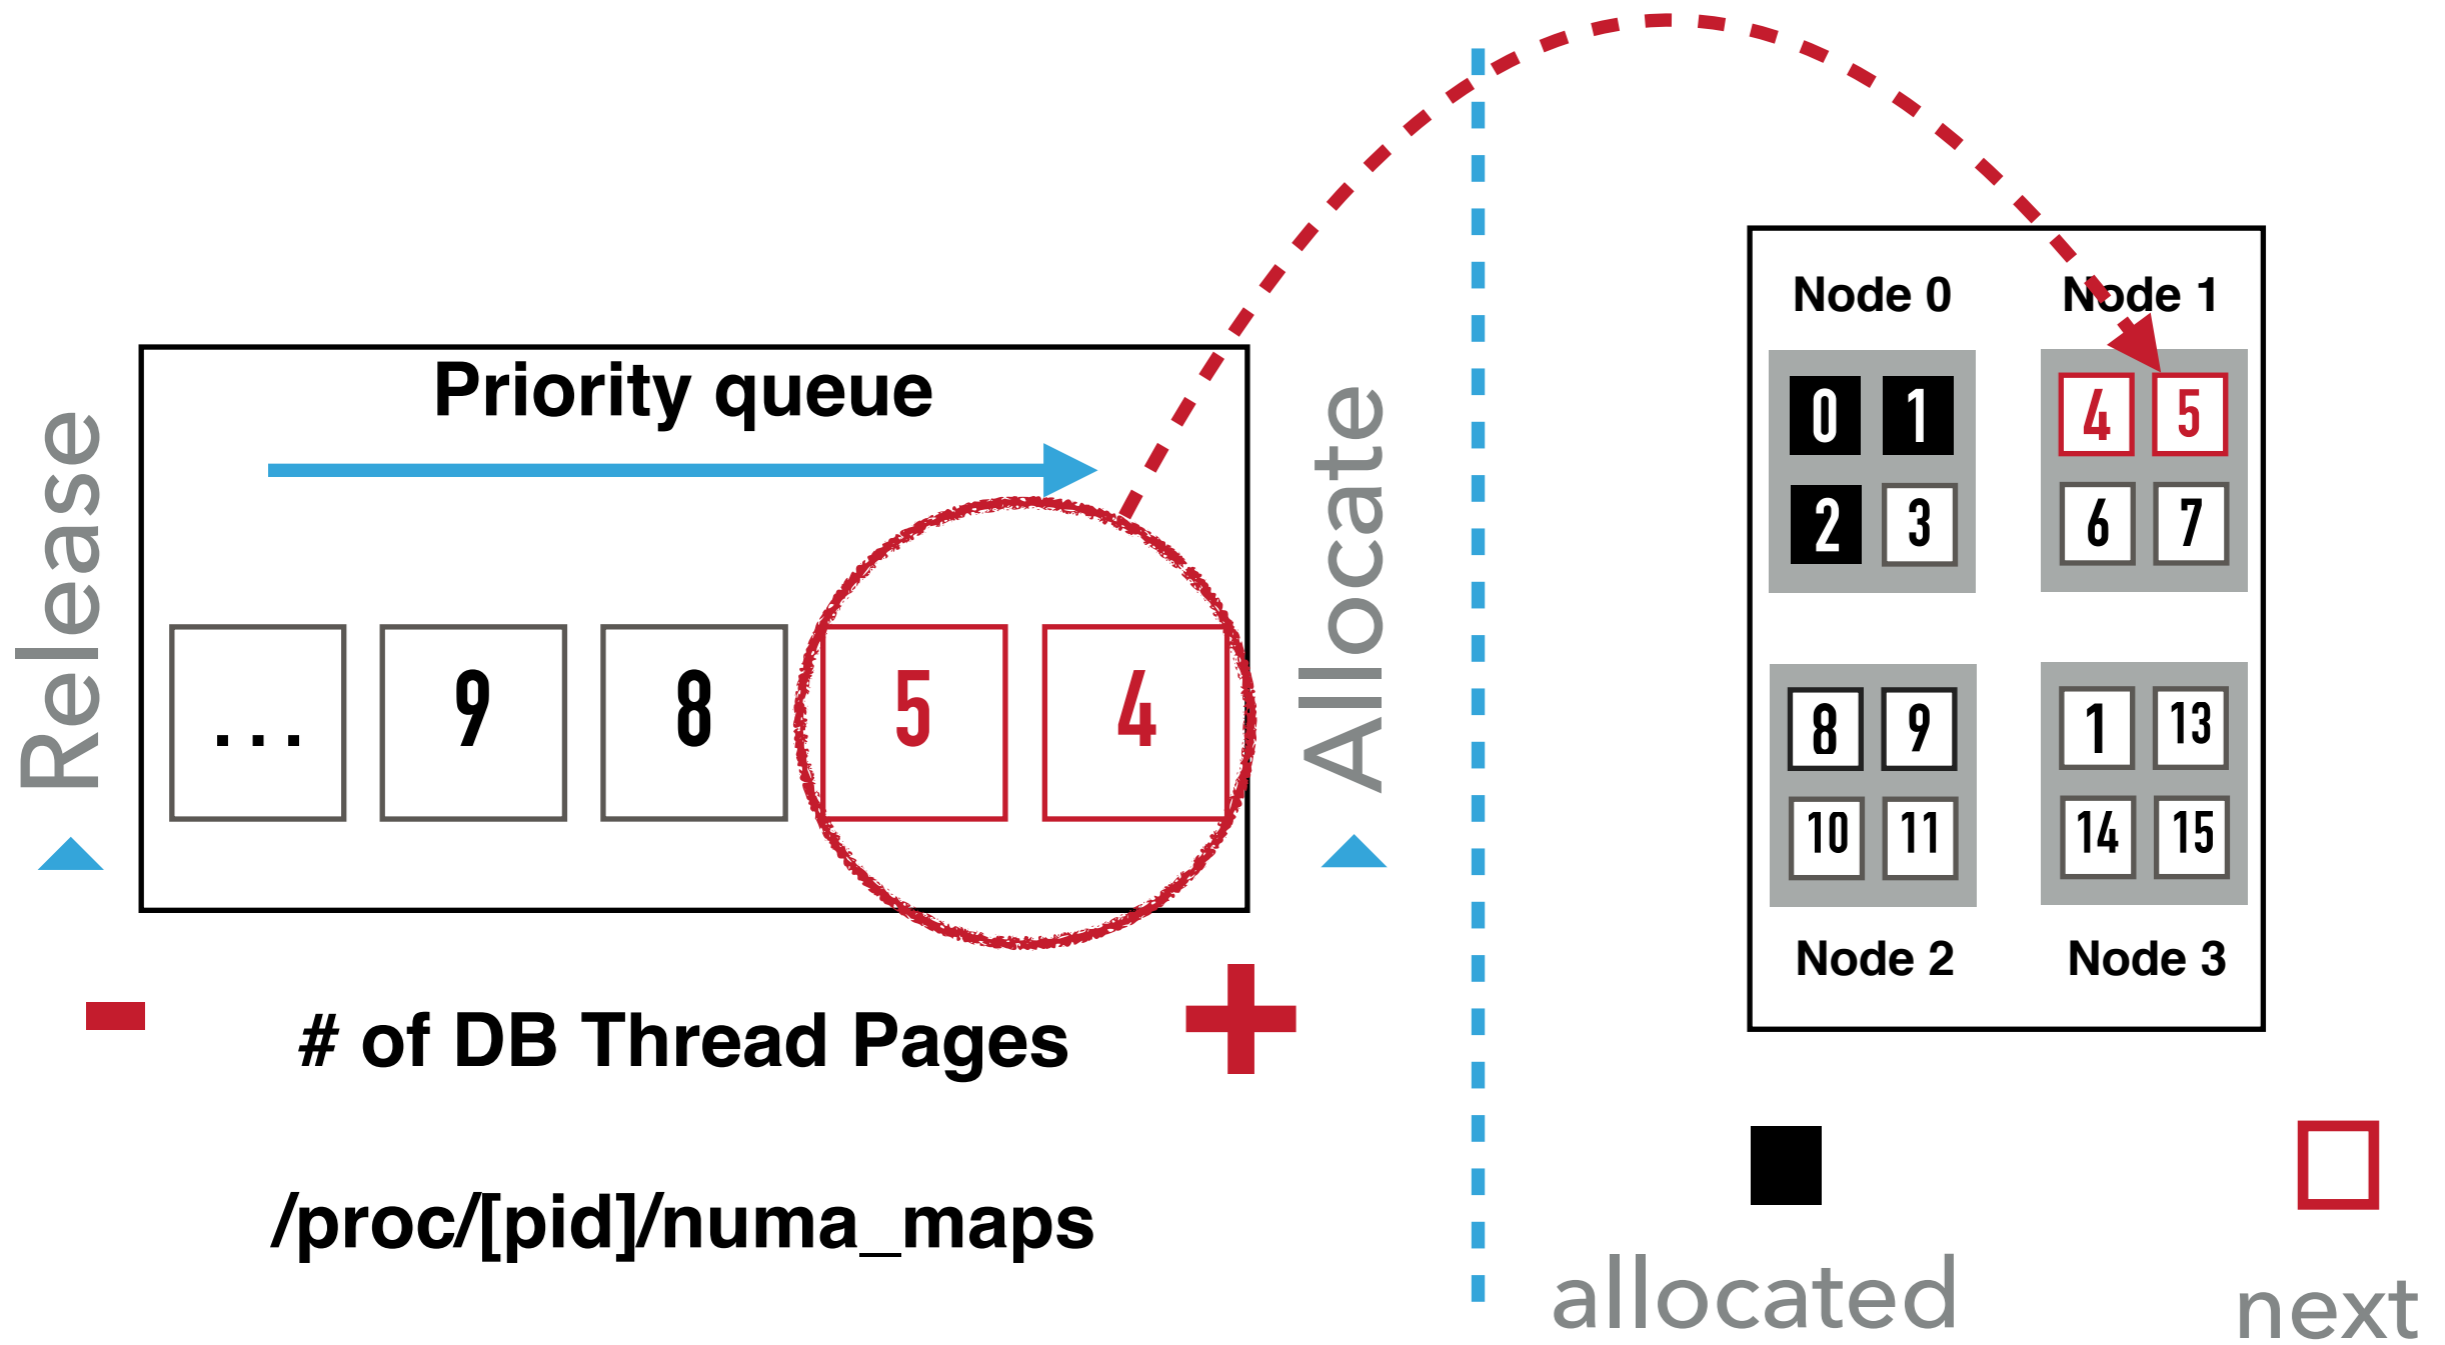 Release
Priority queue
... 9 8 5 4
Allocate
# of DB Thread Pages
/proc/[pid]/numa_maps
Node 0 Node 1
0 1 4 5
2 3 6 7
8 9 1 13
10 11 14 15
Node 2 Node 3
allocated
next